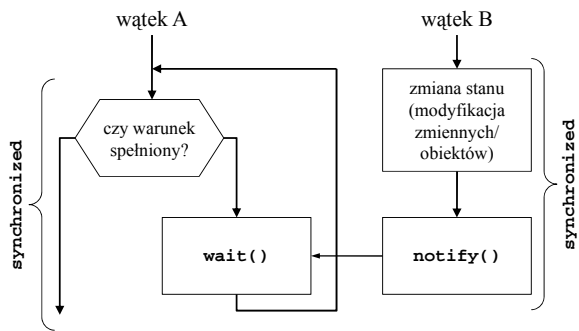 wątek A
wątek B
synchronized
czy warunek
spełniony?
wait()
zmiana stanu
(modyfikacja
zmiennych/
obiektów)
notify()
synchronized